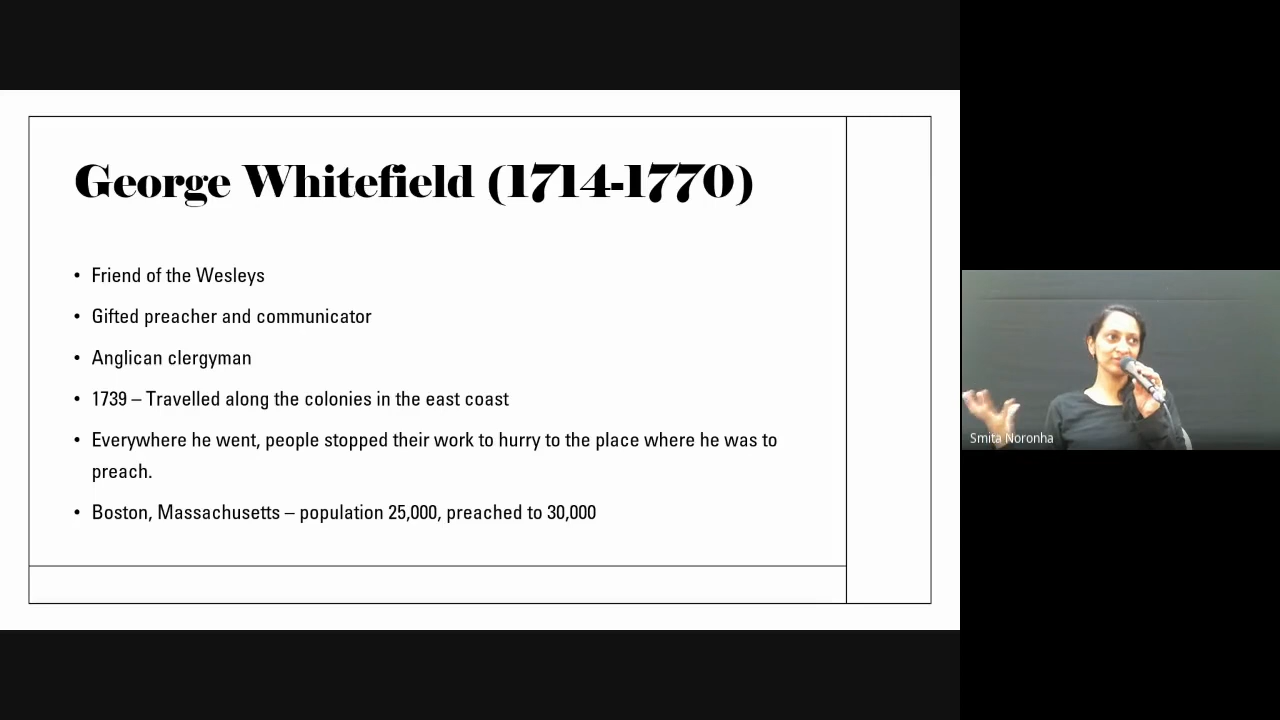 George Whitefield (1714-1770)
• Friend of the Wesleys
• Gifted preacher and communicator
• Anglican clergyman
• 1739 – Travelled along the colonies in the east coast
• Everywhere he went, people stopped their work to hurry to the place where he was to
preach.
• Boston, Massachusetts – population 25,000, preached to 30,000
Smita Noronha